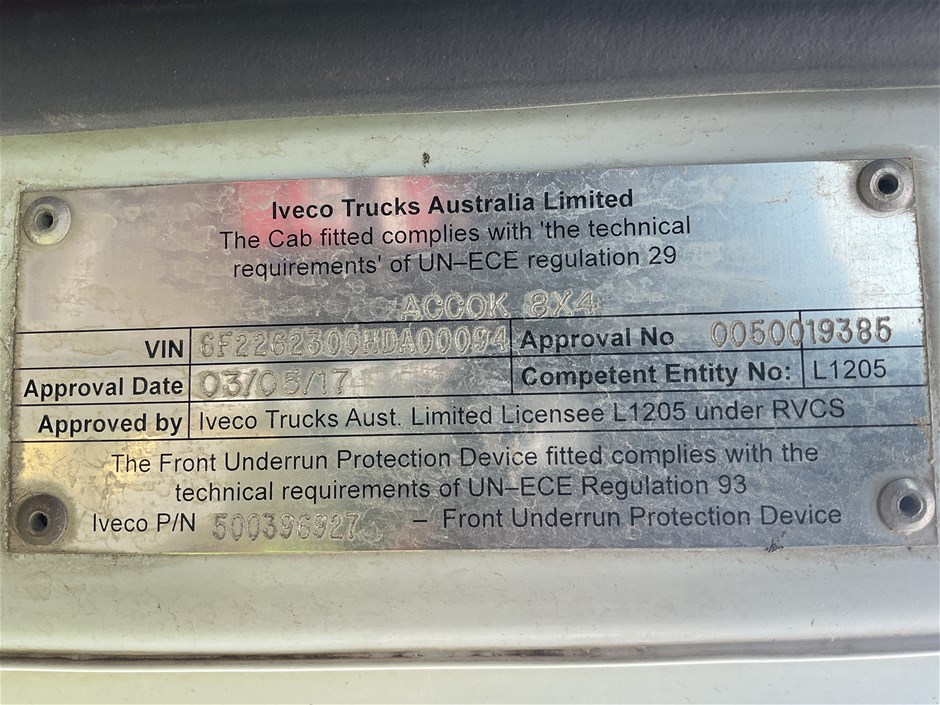 Iveco Trucks Australia Limited
The Cab fitted complies with 'the technical
requirements' of UN–ECE regulation 29
ACCOK 8X4
VIN 6F2262300HDA00094 Approval No 0050019385
Approval Date 03/05/17 Competent Entity No: L1205
Approved by Iveco Trucks Aust. Limited Licensee L1205 under RVCS
The Front Underrun Protection Device fitted complies with the
technical requirements of UN–ECE Regulation 93
Iveco P/N 500396927 – Front Underrun Protection Device